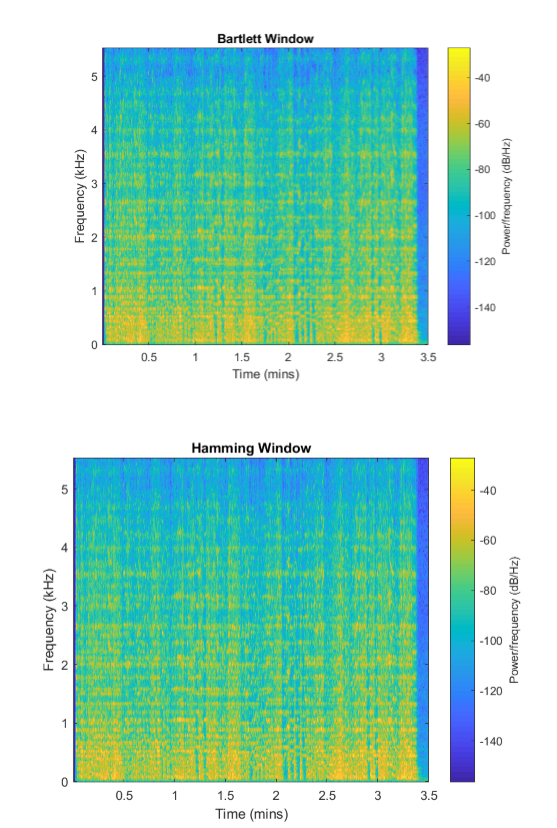 Bartlett Window
5
4
3
2
1
0
Frequency (kHz)
0.5 1 1.5 2 2.5 3 3.5
Time (mins)
-40
-60
-80
-100
-120
-140
Power/frequency (dB/Hz)
Hamming Window
5
4
3
2
1
0
Frequency (kHz)
0.5 1 1.5 2 2.5 3 3.5
Time (mins)
-40
-60
-80
-100
-120
-140
Power/frequency (dB/Hz)